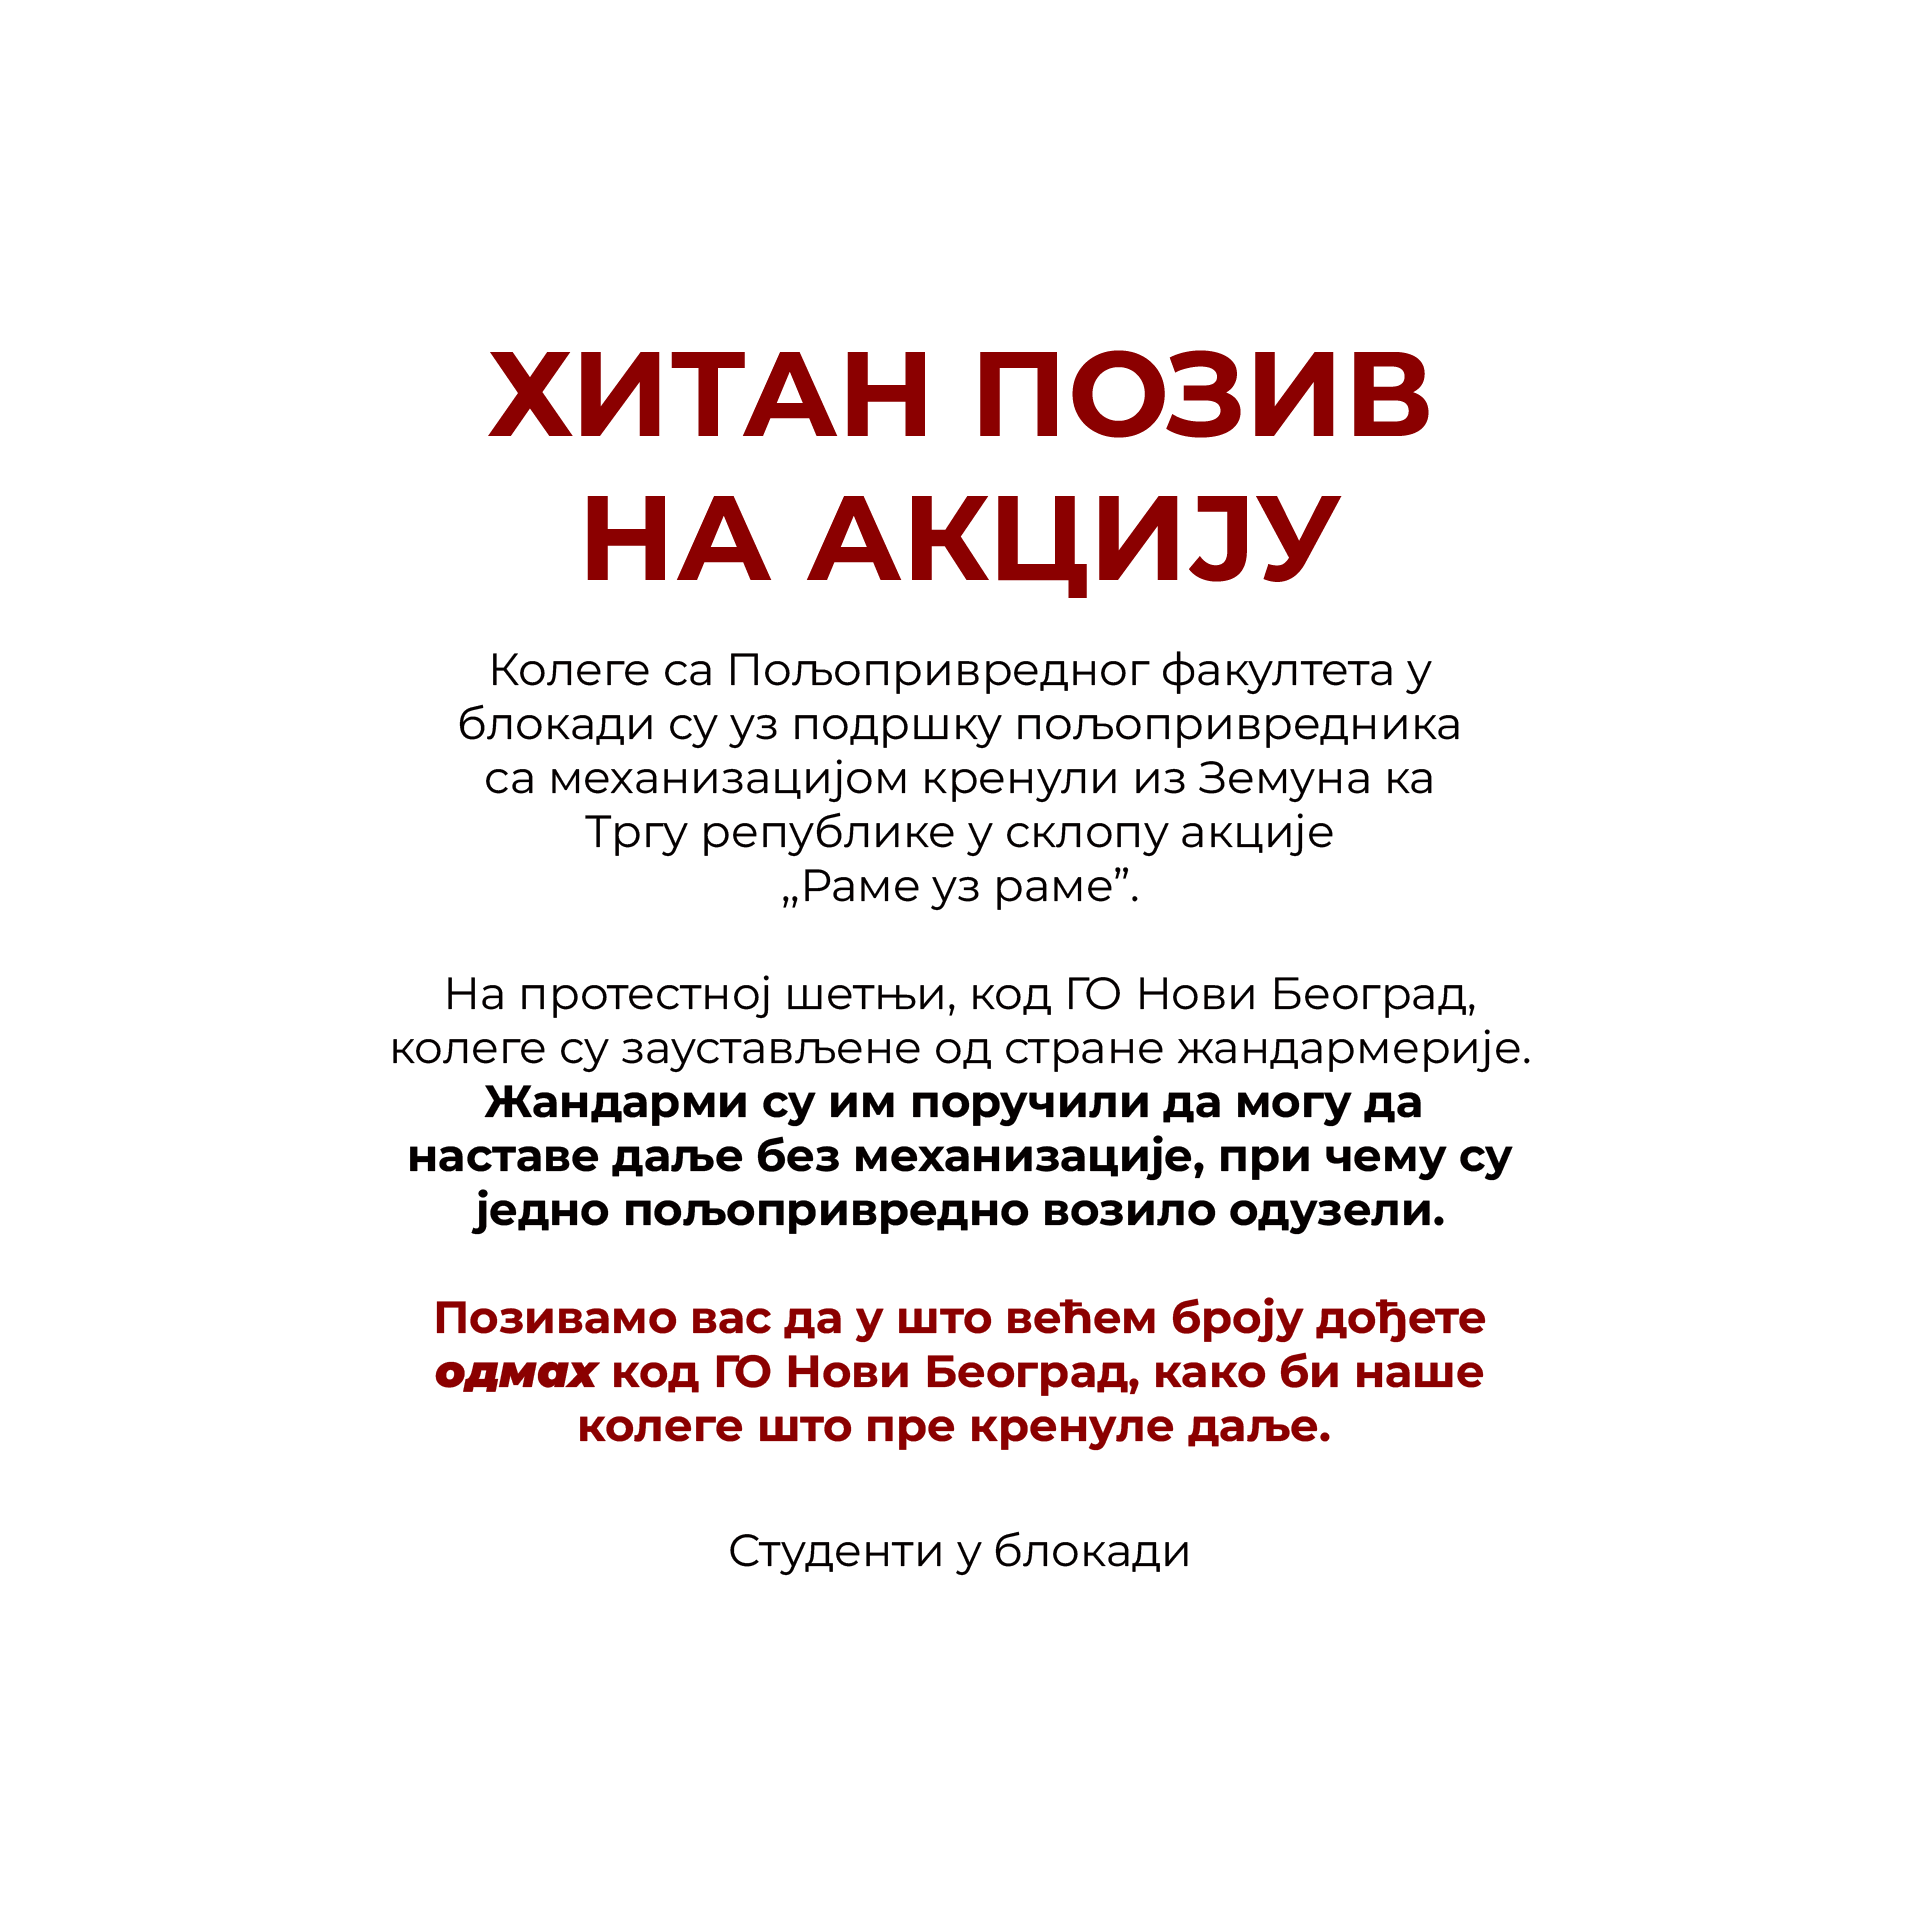 ХИТАН ПОЗИВ
НА АКЦИЈУ
Колеге са Пољопривредног факултета у
блокади су уз подршку пољопривредника
са механизацијом кренули из Земуна ка
Тргу републике у склопу акције
„Раме уз раме”.
На протестној шетњи, код ГО Нови Београд,
колеге су заустављене од стране жандармерије.
Жандарми су им поручили да могу да
наставе даље без механизације, при чему су
једно пољопривредно возило одузели.
Позивамо вас да у што већем броју дођете
одмах код ГО Нови Београд, како би наше
колеге што пре кренуле даље.
Студенти у блокади